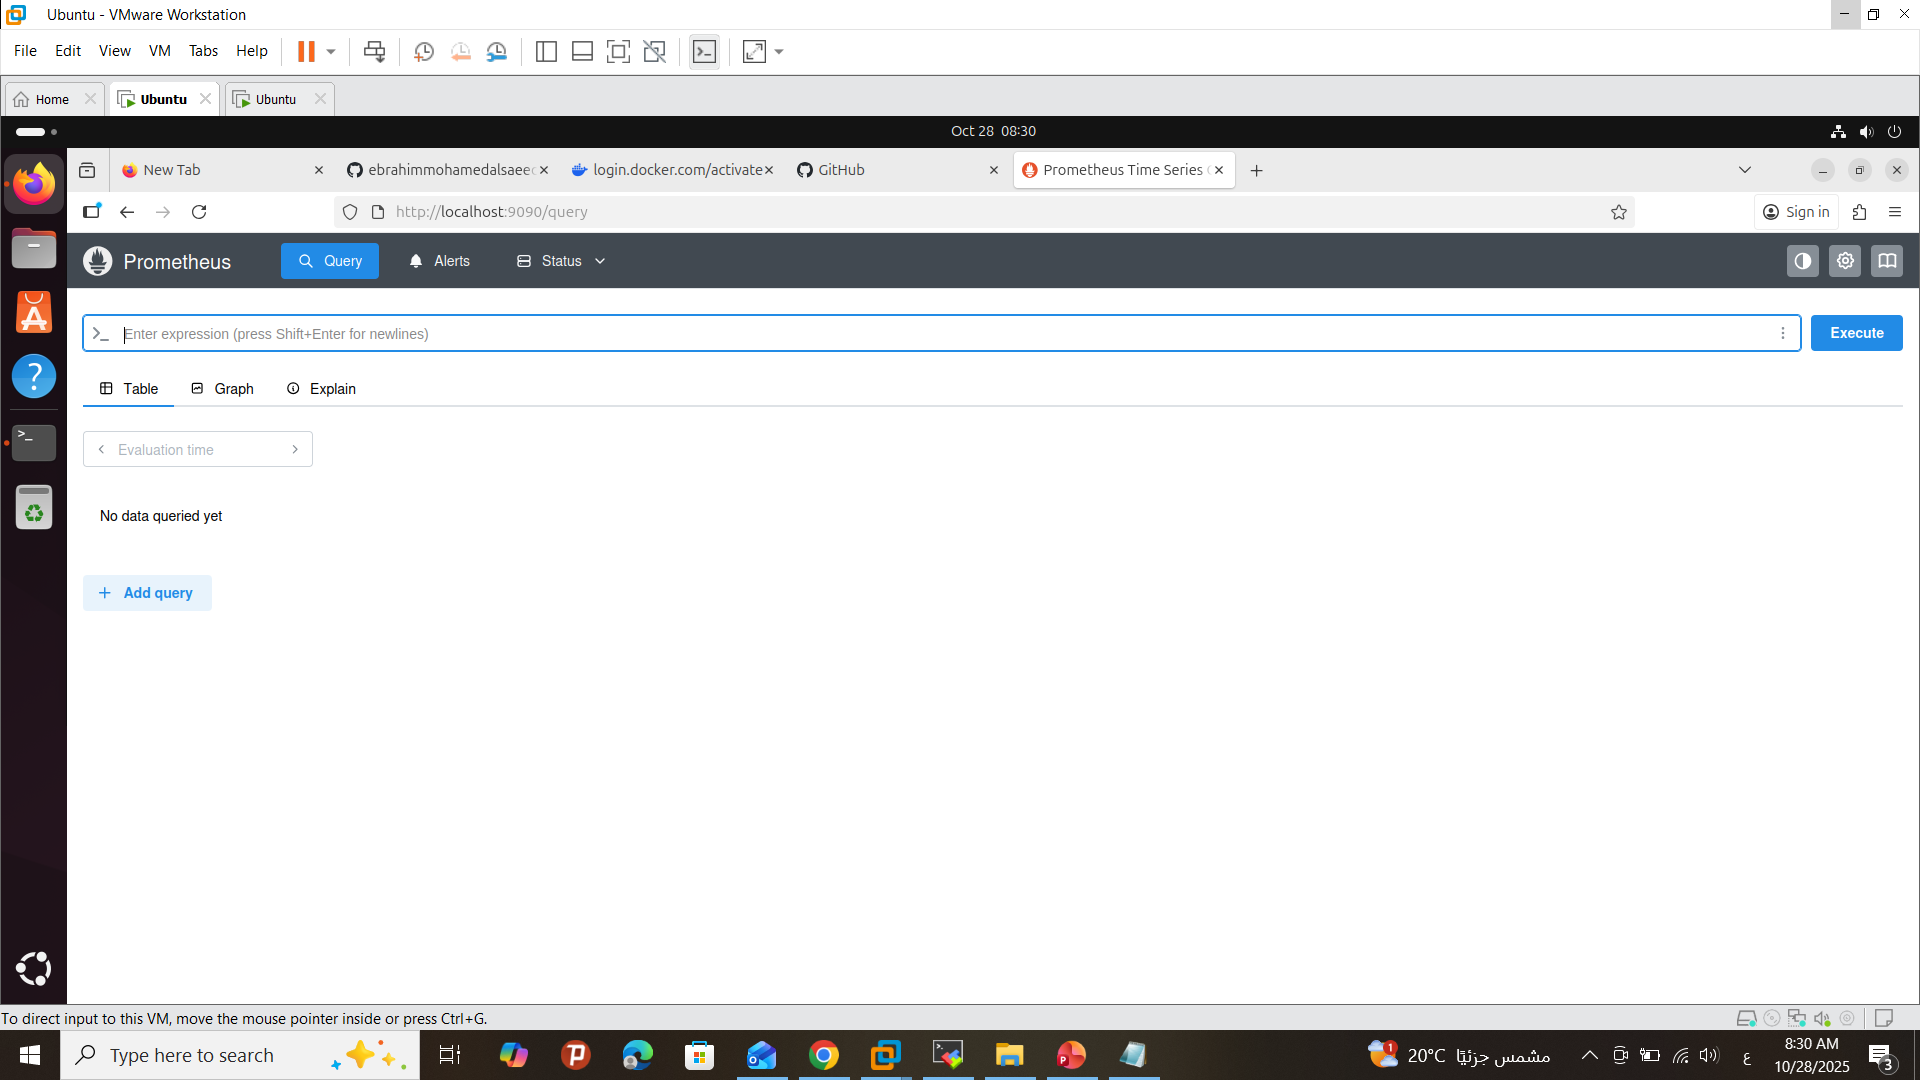 Ubuntu - VMware Workstation
File Edit View VM Tabs Help
Home Ubuntu Ubuntu
Oct 28 08:30
New Tab ebrahimmohamedalsaeed login.docker.com/activate GitHub Prometheus Time Series
http://localhost:9090/query Sign in
Prometheus Query Alerts Status
Enter expression (press Shift+Enter for newlines) Execute
Table Graph Explain
Evaluation time
No data queried yet
Add query
To direct input to this VM, move the mouse pointer inside or press Ctrl+G.
Type here to search
1 20°C مشمس جزئيًا ع
8:30 AM
10/28/2025
3